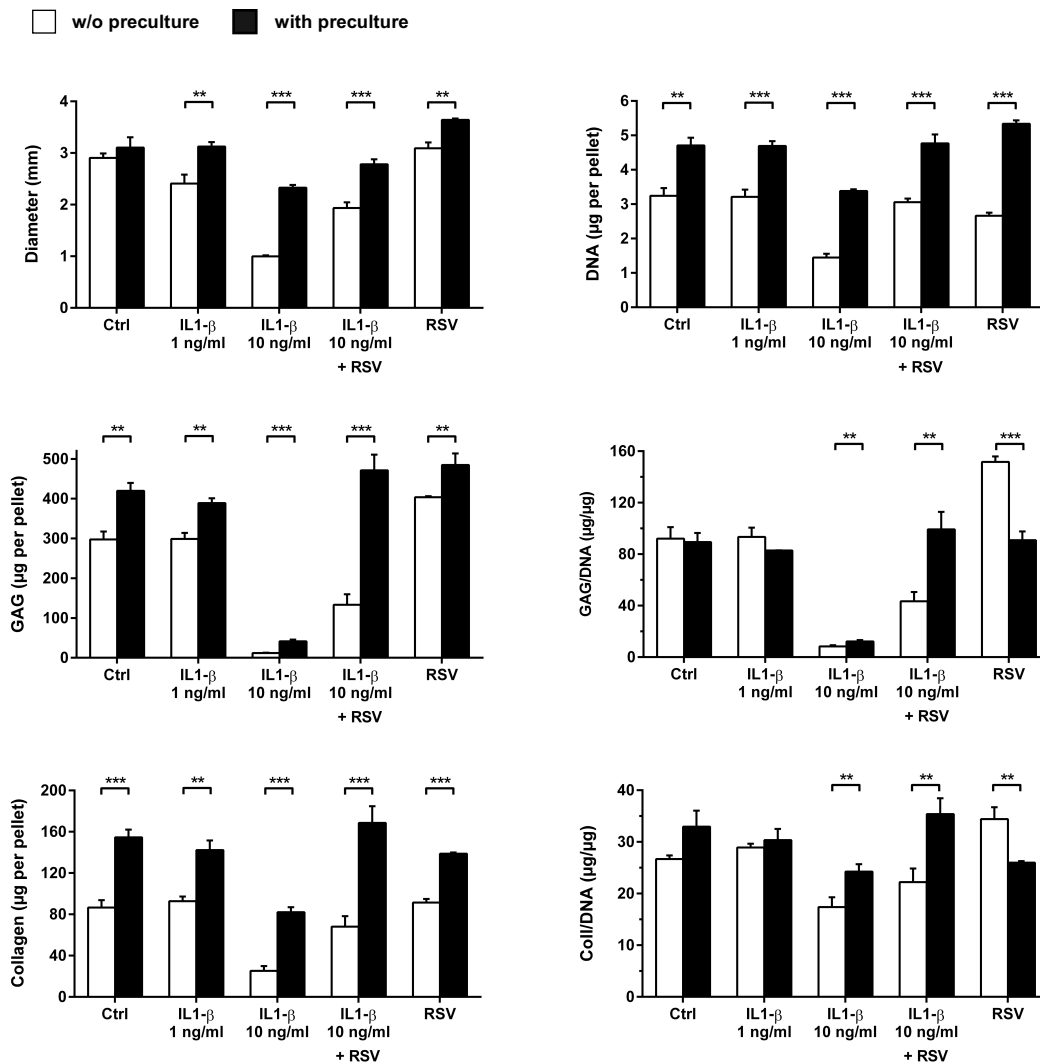 w/o preculture with preculture
** *** *** **
Diameter (mm)
4
3
2
1
0
Ctrl IL1-β IL1-β IL1-β RSV
1 ng/ml 10 ng/ml 10 ng/ml
+ RSV
** *** *** *** ***
DNA (µg per pellet)
6
5
4
3
2
1
0
Ctrl IL1-β IL1-β IL1-β RSV
1 ng/ml 10 ng/ml 10 ng/ml
+ RSV
** ** *** *** **
GAG (µg per pellet)
500
400
300
200
100
0
Ctrl IL1-β IL1-β IL1-β RSV
1 ng/ml 10 ng/ml 10 ng/ml
+ RSV
** ** ***
GAG/DNA (µg/µg)
160
120
80
40
0
Ctrl IL1-β IL1-β IL1-β RSV
1 ng/ml 10 ng/ml 10 ng/ml
+ RSV
*** ** *** *** ***
Collagen (µg per pellet)
200
160
120
80
40
0
Ctrl IL1-β IL1-β IL1-β RSV
1 ng/ml 10 ng/ml 10 ng/ml
+ RSV
** ** **
Coll/DNA (µg/µg)
40
30
20
10
0
Ctrl IL1-β IL1-β IL1-β RSV
1 ng/ml 10 ng/ml 10 ng/ml
+ RSV